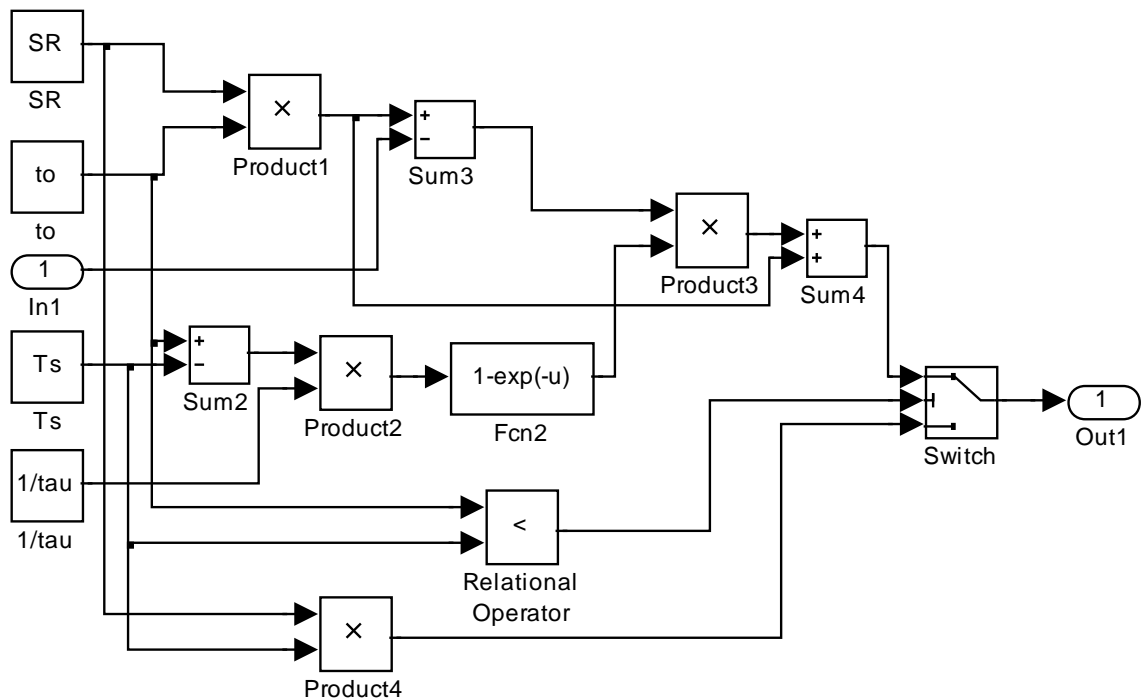 SR
SR
×
Product1
+
−
Sum3
to
to
×
Product3
+
+
Sum4
1
In1
Ts
Ts
+
−
Sum2
×
Product2
1-exp(-u)
Fcn2
Switch
1
Out1
1/tau
1/tau
<
Relational
Operator
×
Product4